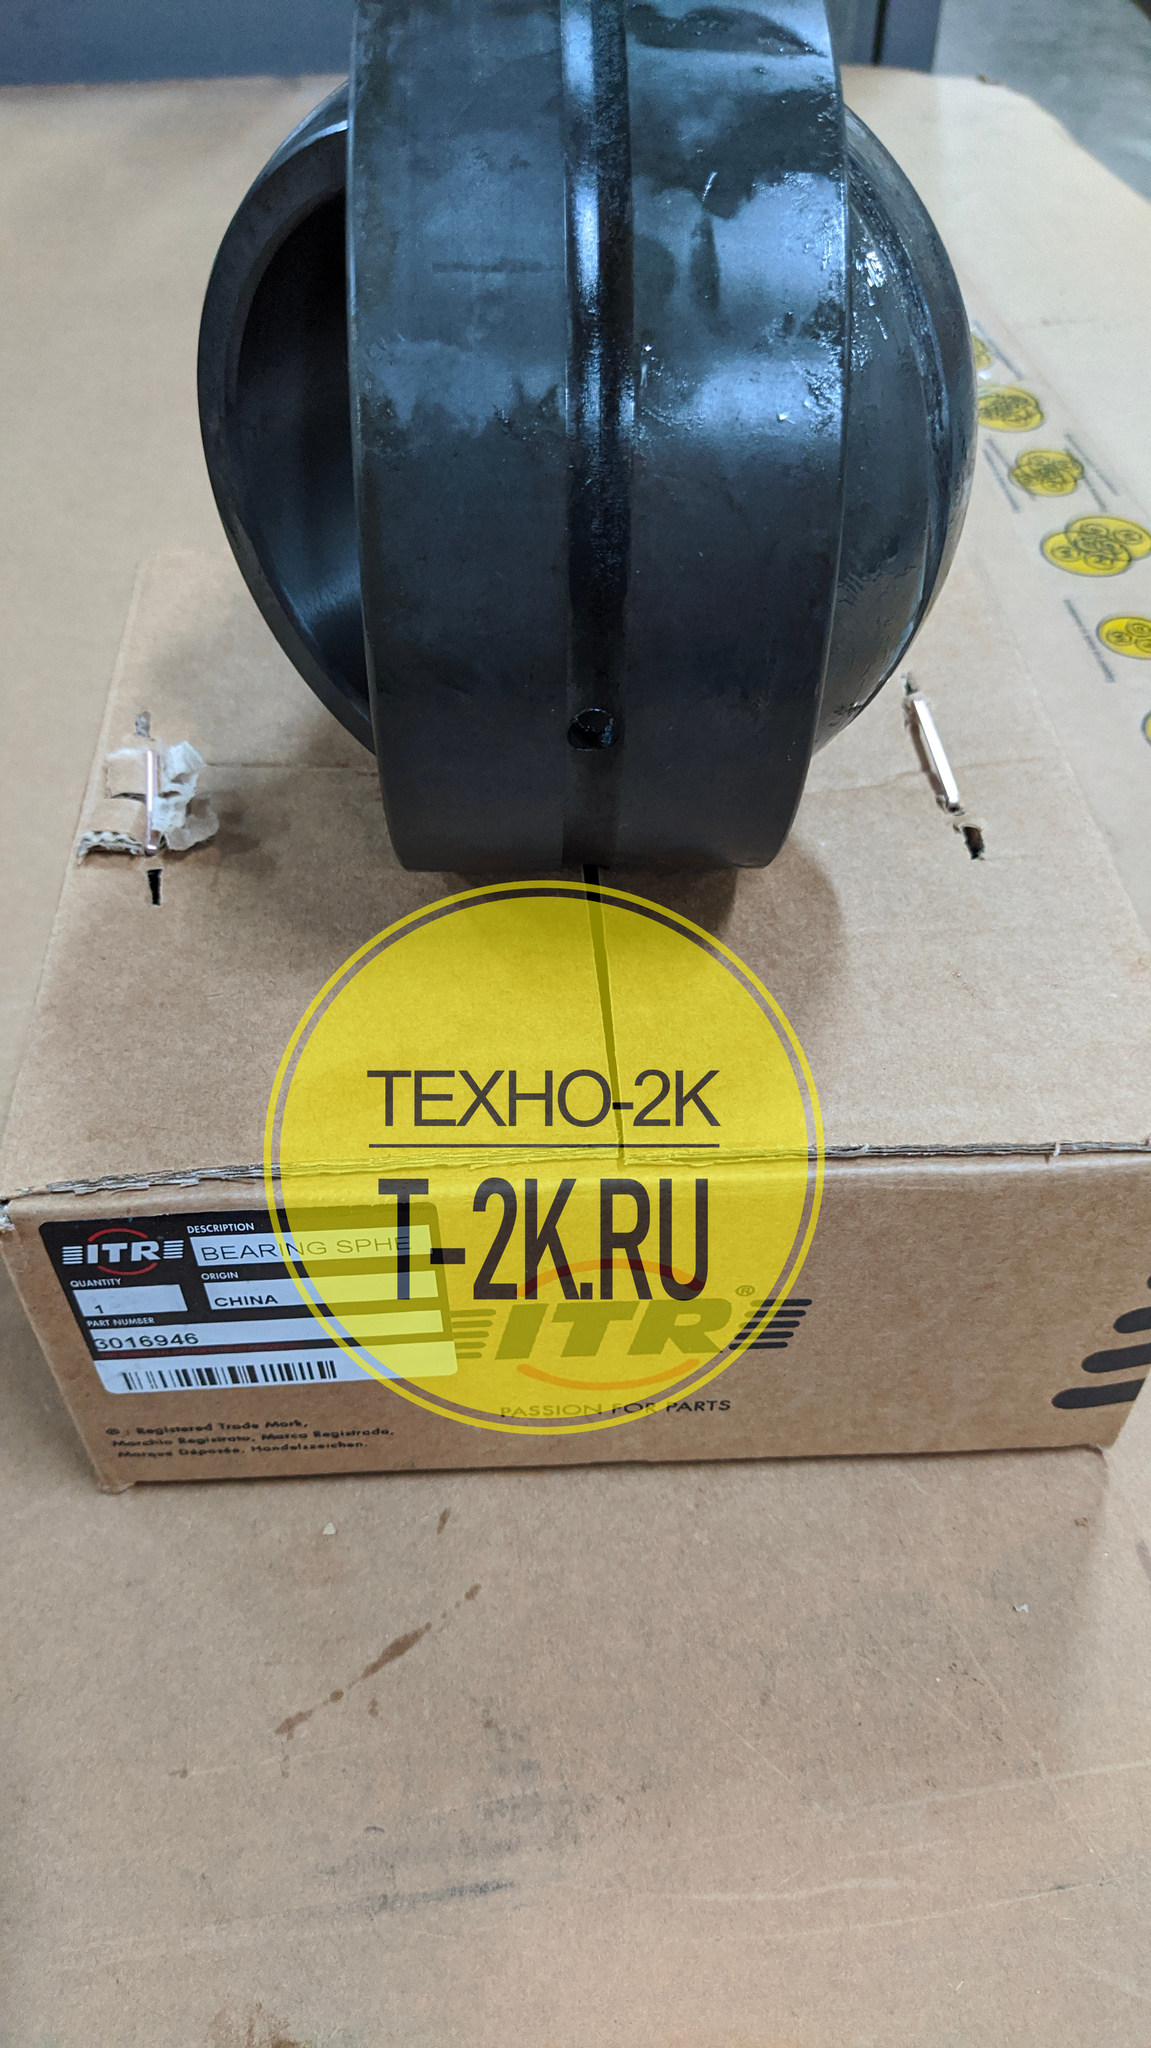 ТЕХНО-2К
T-2K.RU
ITR
DESCRIPTION
BEARING SPHE
QUANTITY
1
ORIGIN
CHINA
PART NUMBER
3016946
ITR®
PASSION FOR PARTS
® : Registered Trade Mark,
Marchio Registrato, Marca Registrada,
Marque Déposée, Handelszeichen.